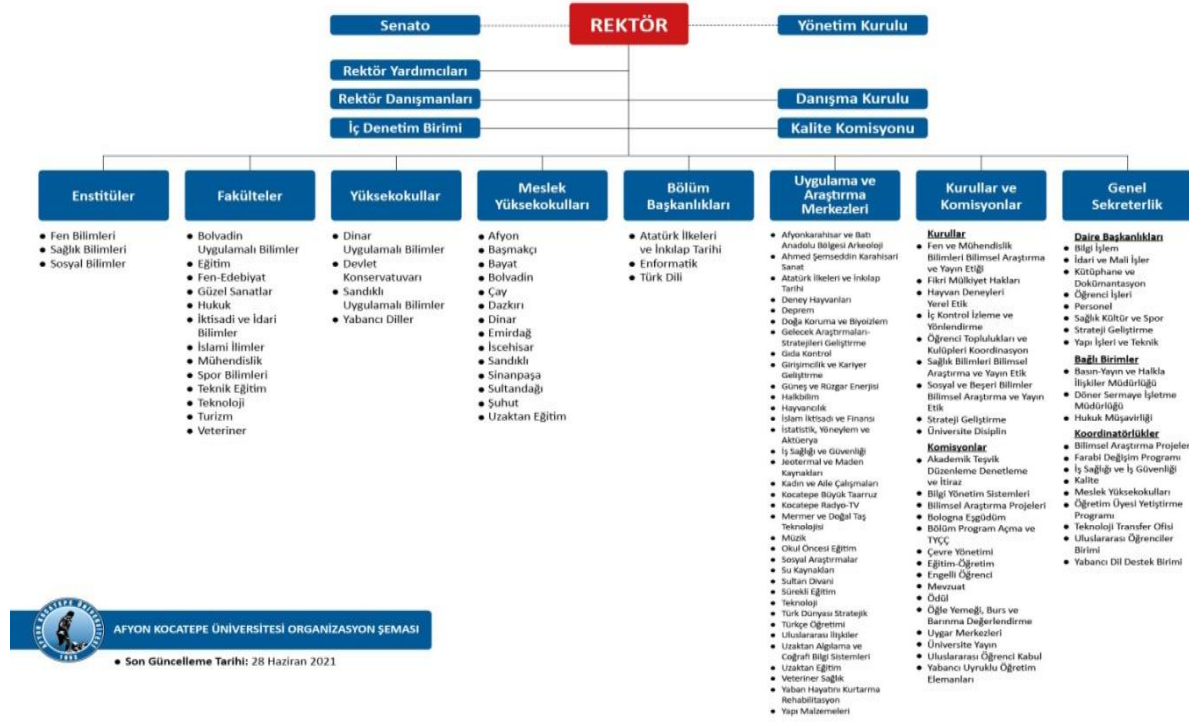 REKTÖR
Senato
Yönetim Kurulu
Rektör Yardımcıları
Rektör Danışmanları
Danışma Kurulu
İç Denetim Birimi
Kalite Komisyonu
Enstitüler
• Fen Bilimleri
• Sağlık Bilimleri
• Sosyal Bilimler
Fakülteler
• Bolvadin
Uygulamalı Bilimler
• Eğitim
• Fen-Edebiyat
• Güzel Sanatlar
• Hukuk
• İktisadi ve İdari
Bilimler
• İslami İlimler
• Mühendislik
• Spor Bilimleri
• Teknik Eğitim
• Teknoloji
• Turizm
• Veteriner
Yüksekokullar
• Dinar
Uygulamalı Bilimler
• Devlet
Konservatuvarı
• Sandıklı
Uygulamalı Bilimler
• Yabancı Diller
Meslek
Yüksekokulları
• Afyon
• Başmakçı
• Bayat
• Bolvadin
• Çay
• Dazkırı
• Dinar
• Emirdağ
• İscehisar
• Sandıklı
• Sinanpaşa
• Sultandağı
• Şuhut
• Uzaktan Eğitim
Bölüm
Başkanlıkları
• Atatürk İlkeleri
ve İnkılap Tarihi
• Enformatik
• Türk Dili
Uygulama ve
Araştırma
Merkezleri
• Afyonkarahisar ve Batı
Anadolu Bölgesi Arkeoloji
• Ahmed Şemseddin Karahisari
Sanat
• Atatürk İlkeleri ve İnkılap
Tarihi
• Deney Hayvanları
• Deprem
• Doğa Koruma ve Biyoizlem
• Gelecek Araştırmaları-
Stratejileri Geliştirme
• Gıda Kontrol
• Girişimcilik ve Kariyer
Geliştirme
• Güneş ve Rüzgar Enerjisi
• Halkbilim
• Hayvancılık
• İslam İktisadi ve Finansı
• İstatistik, Yöneylem ve
Aktüerya
• İş Sağlığı ve Güvenliği
• Jeotermal ve Maden
Kaynakları
• Kadın ve Aile Çalışmaları
• Kocatepe Büyük Taarruz
• Kocatepe Radyo-TV
• Mermer ve Doğal Taş
Teknolojisi
• Müzik
• Okul Öncesi Eğitim
• Sosyal Araştırmalar
• Su Kaynakları
• Sultan Divani
• Sürekli Eğitim
• Teknoloji
• Türk Dünyası Stratejik
• Türkçe Öğretimi
• Uluslararası İlişkiler
• Uzaktan Algılama ve
Coğrafi Bilgi Sistemleri
• Uzaktan Eğitim
• Veteriner Sağlık
• Yaban Hayatını Kurtarma
Rehabilitasyon
• Yapı Malzemeleri
Kurullar ve
Komisyonlar
Kurullar
• Fen ve Mühendislik
Bilimleri Bilimsel Araştırma
ve Yayın Etiği
• Fikri Mülkiyet Hakları
• Hayvan Deneyleri
Yerel Etik
• İç Kontrol İzleme ve
Yönlendirme
• Öğrenci Toplulukları ve
Kulüpleri Koordinasyon
• Sağlık Bilimleri Bilimsel
Araştırma ve Yayın Etik
• Sosyal ve Beşeri Bilimler
Bilimsel Araştırma ve Yayın
Etik
• Strateji Geliştirme
• Üniversite Disiplin
Komisyonlar
• Akademik Teşvik
Düzenleme Denetleme
ve İtiraz
• Bilgi Yönetim Sistemleri
• Bilimsel Araştırma Projeleri
• Bologna Eşgüdüm
• Bölüm Program Açma ve
TYÇÇ
• Çevre Yönetimi
• Eğitim-Öğretim
• Engelli Öğrenci
• Mevzuat
• Ödül
• Öğle Yemeği, Burs ve
Barınma Değerlendirme
• Uygar Merkezleri
• Üniversite Yayın
• Uluslararası Öğrenci Kabul
• Yabancı Uyruklu Öğretim
Elemanları
Genel
Sekreterlik
Daire Başkanlıkları
• Bilgi İşlem
• İdari ve Mali İşler
• Kütüphane ve
Dokümantasyon
• Öğrenci İşleri
• Personel
• Sağlık Kültür ve Spor
• Strateji Geliştirme
• Yapı İşleri ve Teknik
Bağlı Birimler
• Basın-Yayın ve Halkla
İlişkiler Müdürlüğü
• Döner Sermaye İşletme
Müdürlüğü
• Hukuk Müşavirliği
Koordinatörlükler
• Bilimsel Araştırma Projeler
• Farabi Değişim Programı
• İş Sağlığı ve İş Güvenliği
• Kalite
• Meslek Yüksekokulları
• Öğretim Üyesi Yetiştirme
Programı
• Teknoloji Transfer Ofisi
• Uluslararası Öğrenciler
Birimi
• Yabancı Dil Destek Birimi
AFYON KOCATEPE ÜNİVERSİTESİ
1992
AFYON KOCATEPE ÜNİVERSİTESİ ORGANİZASYON ŞEMASI
• Son Güncelleme Tarihi: 28 Haziran 2021